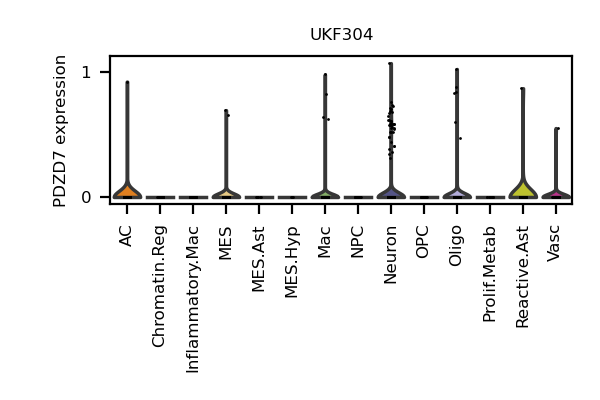 UKF304
PDZD7 expression
1
0
AC
Chromatin.Reg
Inflammatory.Mac
MES
MES.Ast
MES.Hyp
Mac
NPC
Neuron
OPC
Oligo
Prolif.Metab
Reactive.Ast
Vasc